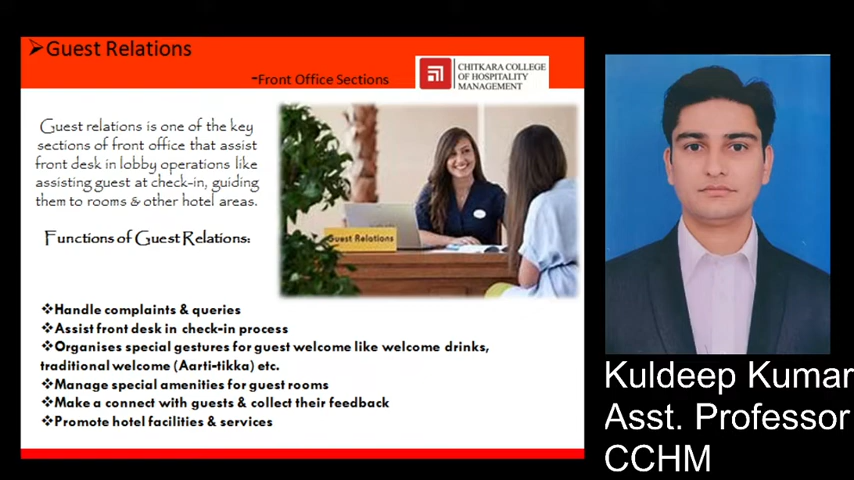 ➢Guest Relations
-Front Office Sections
CHITKARA COLLEGE
OF HOSPITALITY
MANAGEMENT
Guest relations is one of the key
sections of front office that assist
front desk in lobby operations like
assisting guest at check-in, guiding
them to rooms & other hotel areas.
Functions of Guest Relations:
Guest Relations
❖Handle complaints & queries
❖Assist front desk in check-in process
❖Organises special gestures for guest welcome like welcome drinks,
traditional welcome (Aarti-tikka) etc.
❖Manage special amenities for guest rooms
❖Make a connect with guests & collect their feedback
❖Promote hotel facilities & services
Kuldeep Kumar
Asst. Professor
CCHM